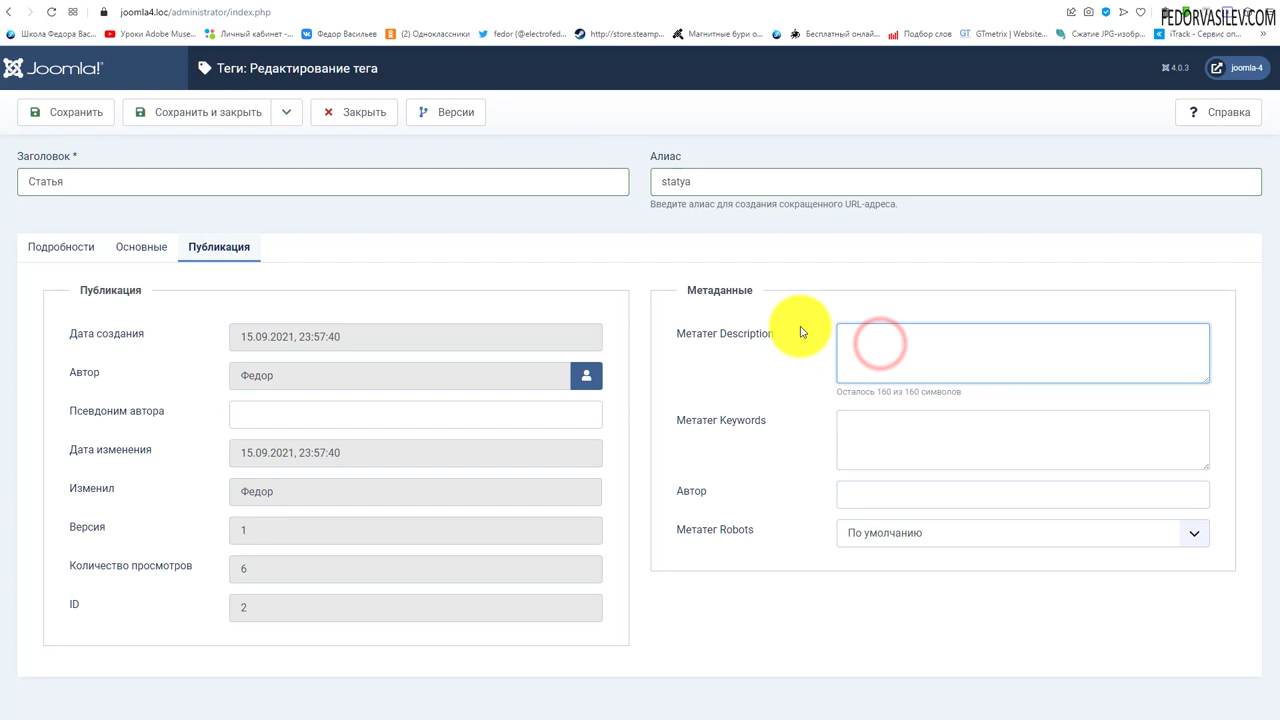 joomla4.loc/administrator/index.php
FEDORVASILEV.COM
Школа Федора Вас...
Уроки Adobe Muse...
Личный кабинет -...
Федор Васильев
(2) Одноклассники
fedor (@electrofed...
http://store.steamp...
Магнитные бури о...
Бесплатный онлай...
Подбор слов
GTmetrix | Website...
Сжатие JPG-изобр...
iTrack - Сервис оп...
Joomla!
Теги: Редактирование тега
4.0.3
joomla-4
Сохранить
Сохранить и закрыть
Закрыть
Версии
? Справка
Заголовок *
Алиас
Статья
statya
Введите алиас для создания сокращенного URL-адреса.
Подробности
Основные
Публикация
Публикация
Дата создания
15.09.2021, 23:57:40
Автор
Федор
Псевдоним автора
Дата изменения
15.09.2021, 23:57:40
Изменил
Федор
Версия
1
Количество просмотров
6
ID
2
Метаданные
Метатег Description
Осталось 160 из 160 символов
Метатег Keywords
Автор
Метатег Robots
По умолчанию